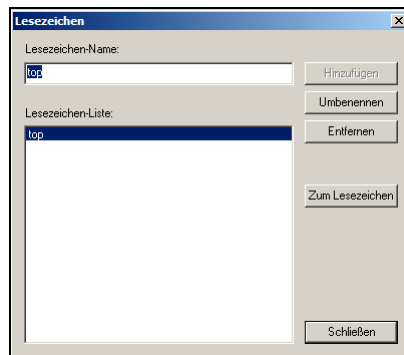 Lesezeichen
Lesezeichen-Name:
top
Hinzufügen
Umbenennen
Lesezeichen-Liste:
Entfernen
top
Zum Lesezeichen
Schließen